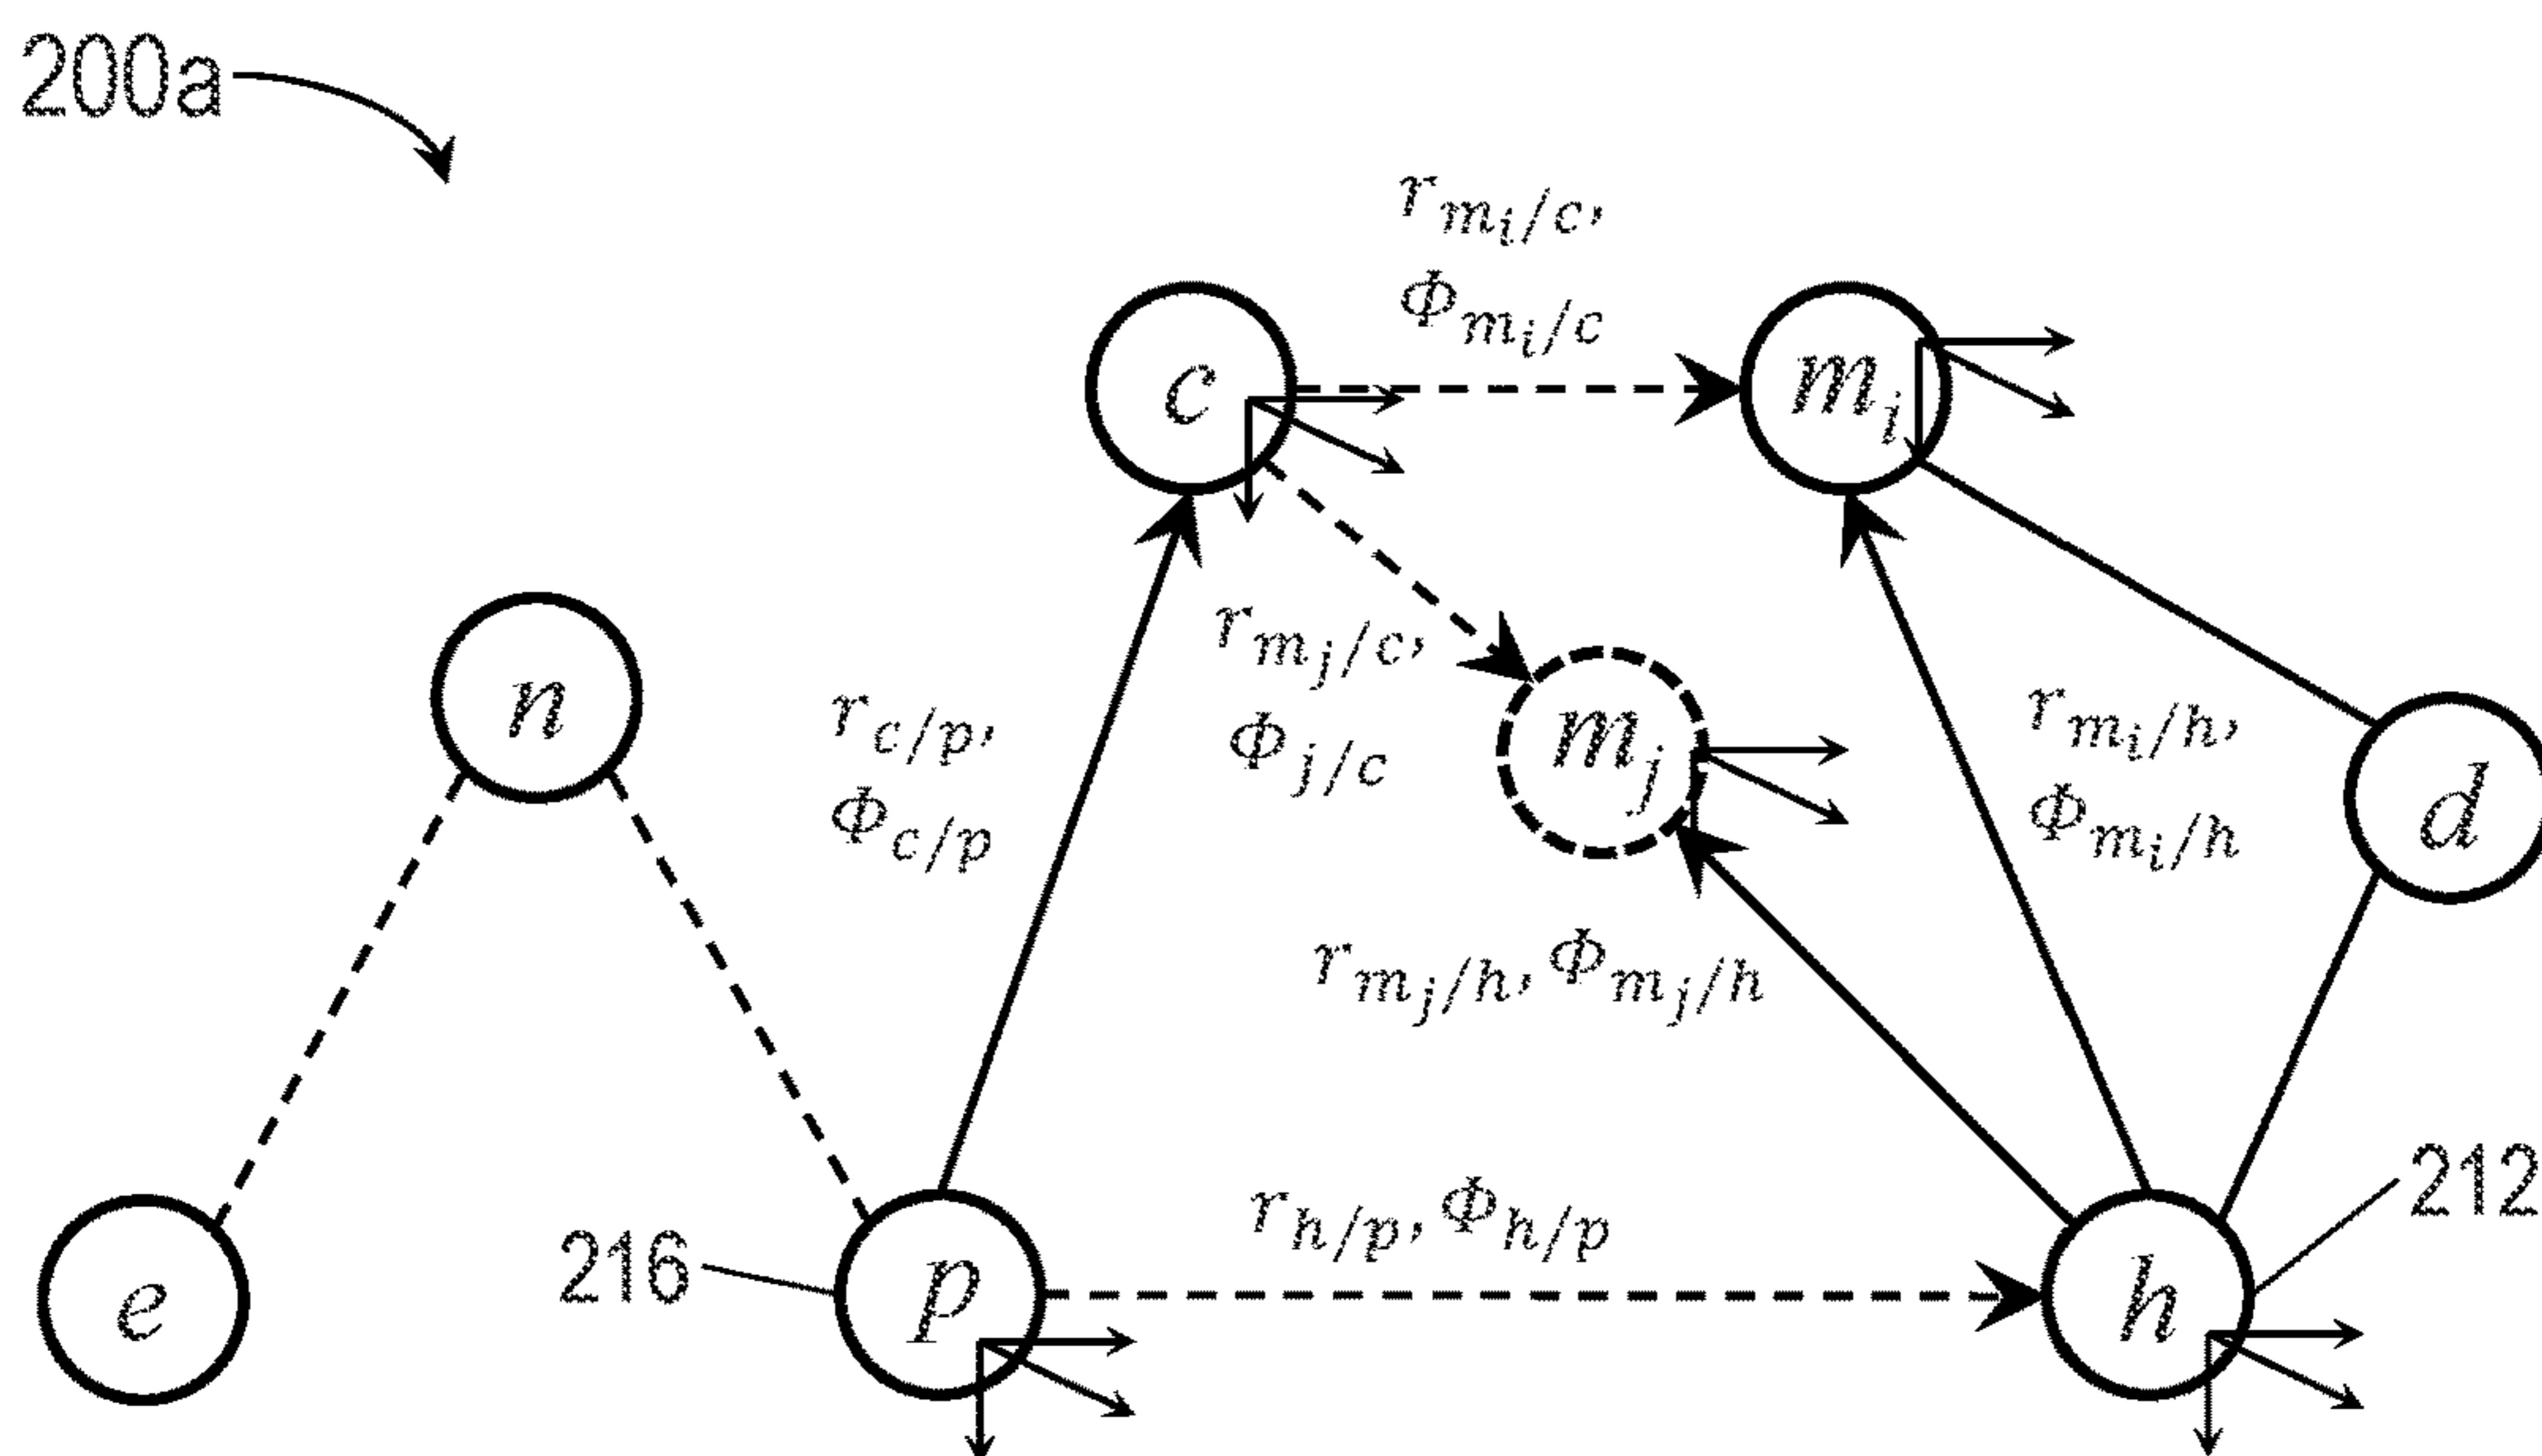 200a
r_{m_i/c},
Φ_{m_i/c}
c
m_i
n
r_{c/p},
Φ_{c/p}
r_{m_j/c},
Φ_{j/c}
m_j
r_{m_i/h},
Φ_{m_i/h}
d
r_{m_j/h}, Φ_{m_j/h}
r_{h/p}, Φ_{h/p}
212
216
e
p
h